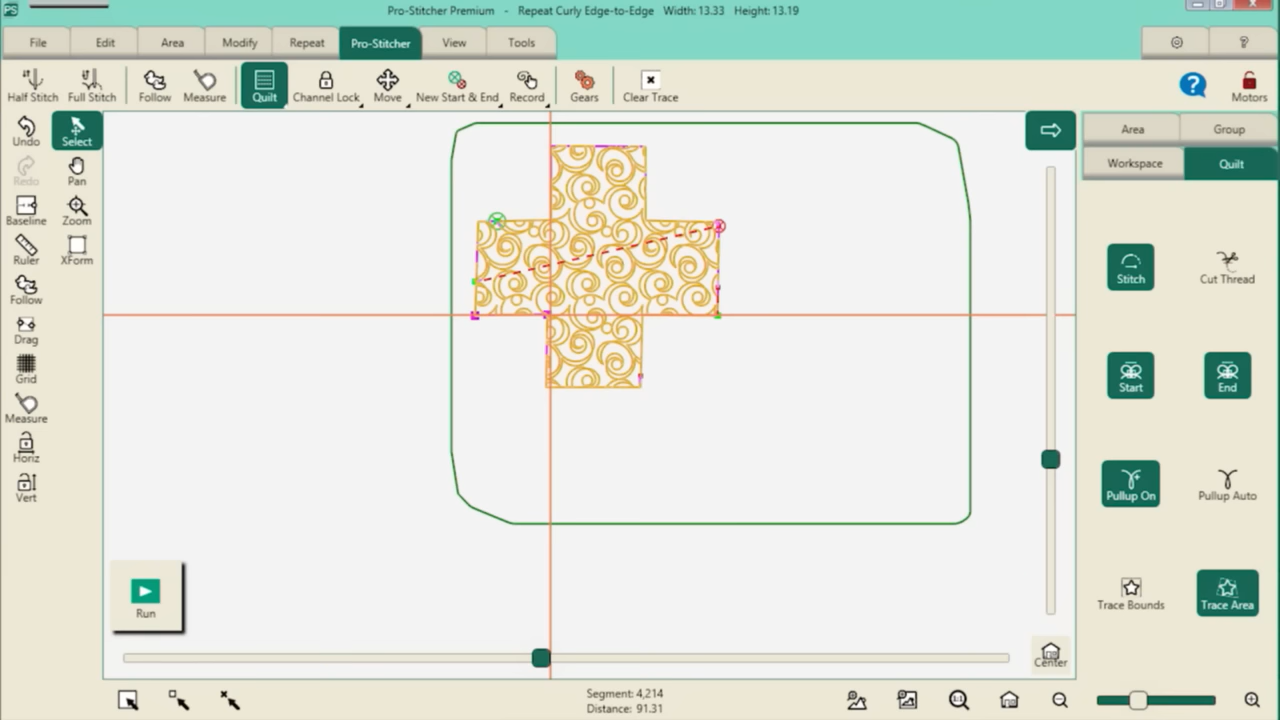 PS
Pro-Stitcher Premium - Repeat Curly Edge-to-Edge Width: 13.33 Height: 13.19
File Edit Area Modify Repeat Pro-Stitcher View Tools
?
Half Stitch Full Stitch Follow Measure Quilt Channel Lock Move New Start & End Record Gears Clear Trace ? Motors
Undo Select
Redo Pan
Baseline Zoom
Ruler XForm
Follow
Drag
Grid
Measure
Horiz
Vert
Run
Center
Area Group
Workspace Quilt
Stitch Cut Thread
Start End
Pullup On Pullup Auto
Trace Bounds Trace Area
Segment: 4,214
Distance: 91.31
1:1